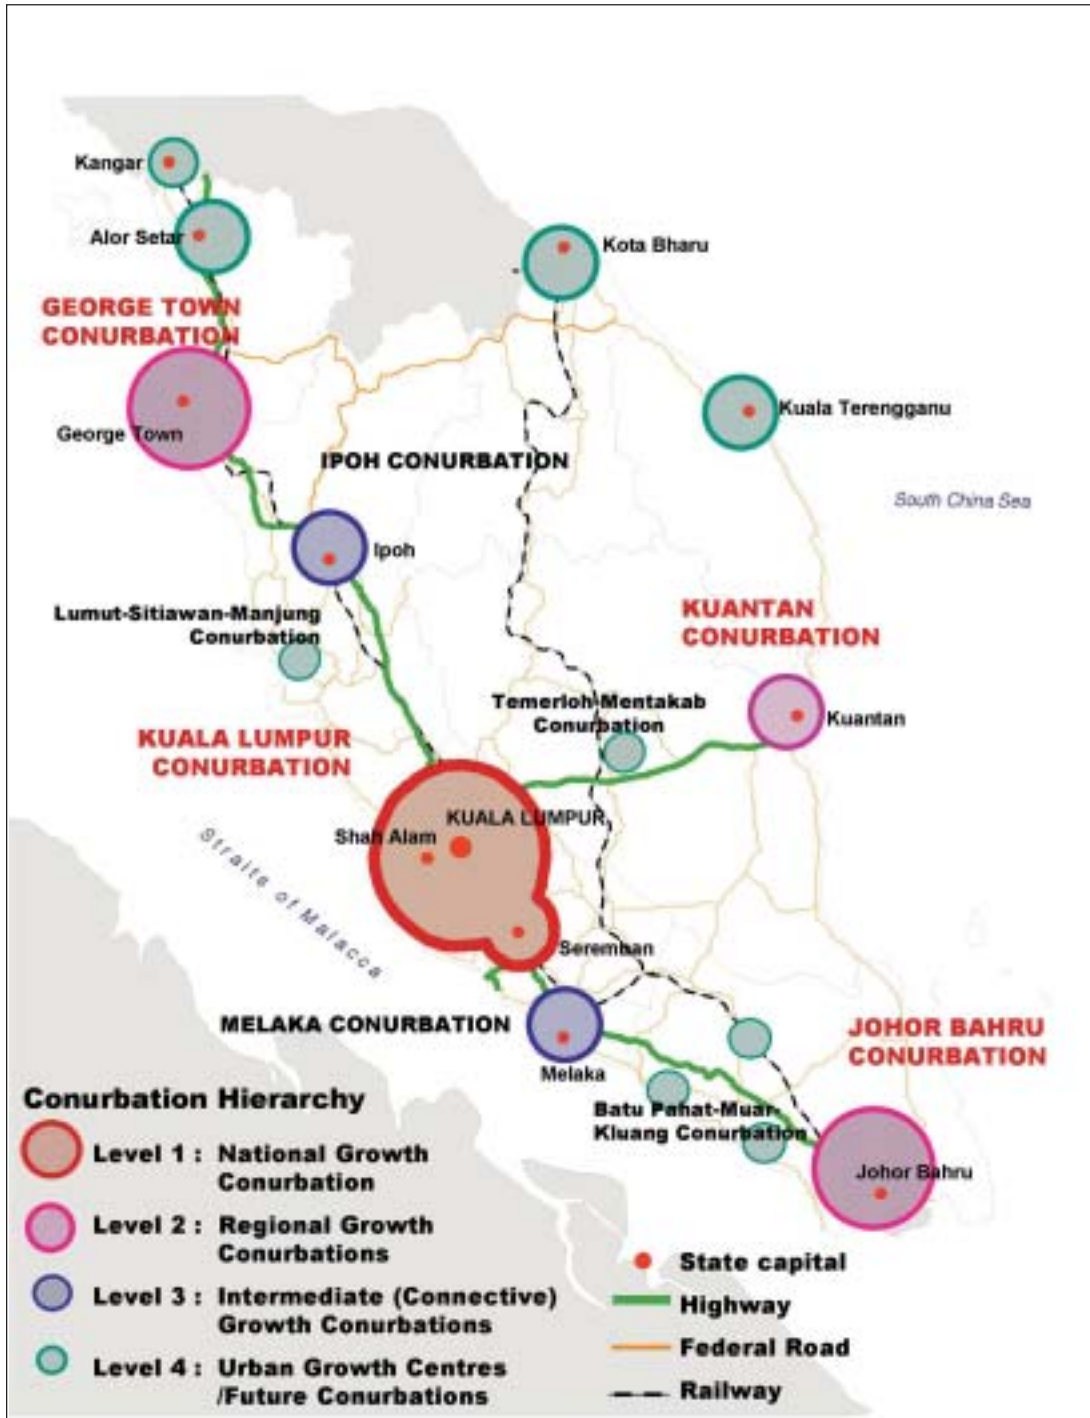 Kangar
Alor Setar
Kota Bharu
GEORGE TOWN
CONURBATION
George Town
Kuala Terengganu
IPOH CONURBATION
South China Sea
Ipoh
Lumut-Sitiawan-Manjung
Conurbation
KUANTAN
CONURBATION
Temerloh-Mentakab
Conurbation
Kuantan
KUALA LUMPUR
CONURBATION
KUALA LUMPUR
Shah Alam
Straits of Malacca
Seremban
MELAKA CONURBATION
Melaka
JOHOR BAHRU
CONURBATION
Batu Pahat-Muar-
Kluang Conurbation
Johor Bahru
Conurbation Hierarchy
Level 1 : National Growth
Conurbation
Level 2 : Regional Growth
Conurbations
Level 3 : Intermediate (Connective)
Growth Conurbations
Level 4 : Urban Growth Centres
/Future Conurbations
State capital
Highway
Federal Road
Railway